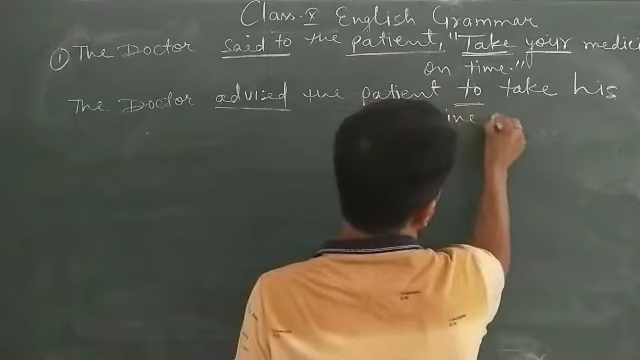 Class. X English Grammar
① The Doctor said to the patient, "Take your medici
on time."
The Doctor advised the patient to take his
ine